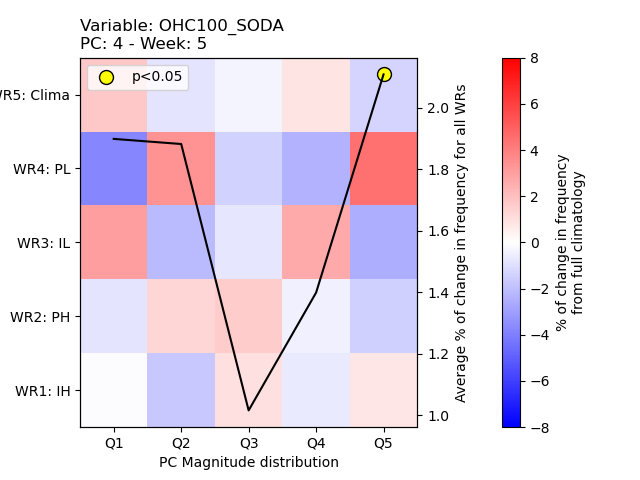 Variable: OHC100_SODA
PC: 4 - Week: 5
p<0.05
WR5: Clima
WR4: PL
WR3: IL
WR2: PH
WR1: IH
Q1 Q2 Q3 Q4 Q5
PC Magnitude distribution
2.0
1.8
1.6
1.4
1.2
1.0
Average % of change in frequency for all WRs
8
6
4
2
0
−2
−4
−6
−8
% of change in frequency
from full climatology